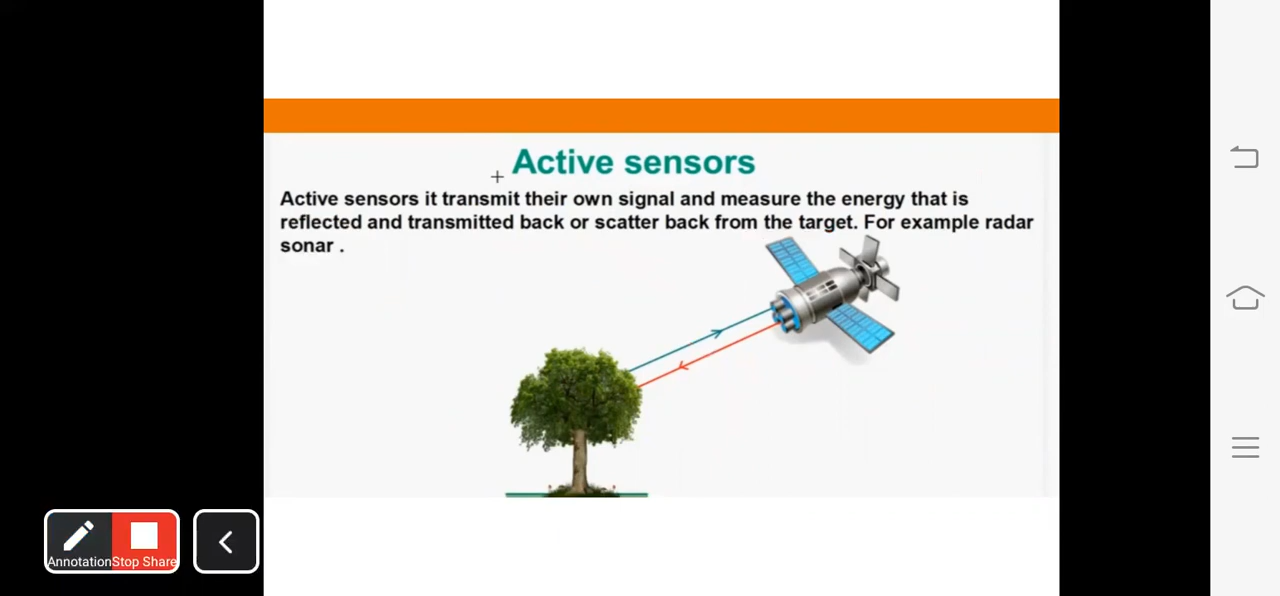 Active sensors
Active sensors it transmit their own signal and measure the energy that is
reflected and transmitted back or scatter back from the target. For example radar
sonar .
Annotation
Stop Share